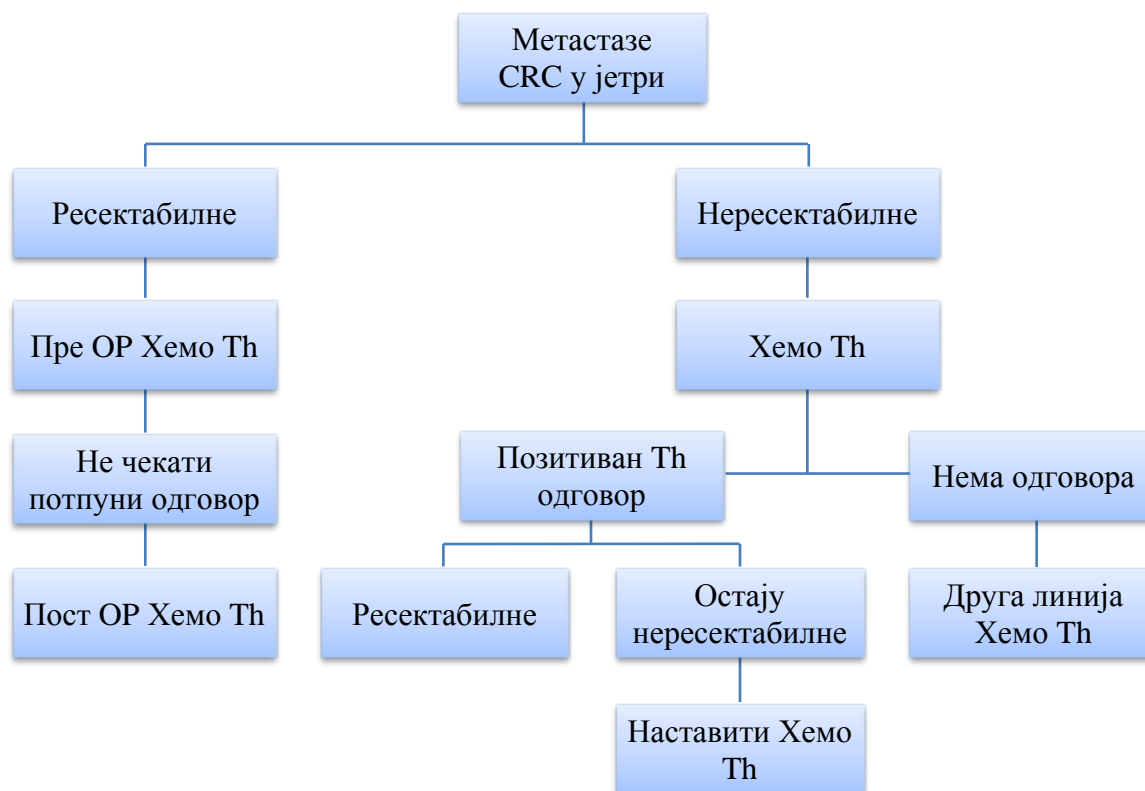 Метастазе
CRC у јетри
Ресектабилне
Нересектабилне
Пре ОР Хемо Th
Хемо Th
Не чекати
потпуни одговор
Позитиван Th
одговор
Нема одговора
Пост ОР Хемо Th
Ресектабилне
Остају
нересектабилне
Друга линија
Хемо Th
Наставити Хемо
Th